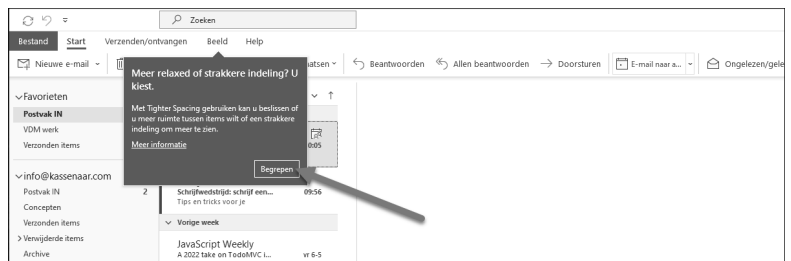 Zoeken
Bestand Start Verzenden/ontvangen Beeld Help
Nieuwe e-mail Beantwoorden Allen beantwoorden Doorsturen E-mail naar a... Ongelezen/gele
Meer relaxed of strakkere indeling? U
kiest.
Met Tighter Spacing gebruiken kan u beslissen of
u meer ruimte tussen items wilt of een strakkere
indeling om meer te zien.
Meer informatie
Begrepen
Favorieten
Postvak IN
VDM werk
Verzonden items
info@kassenaar.com
Postvak IN 2
Concepten
Verzonden items
Verwijderde items
Archive
0:05
Schrijfwedstrijd: schrijf een... 09:56
Tips en tricks voor je
Vorige week
JavaScript Weekly
A 2022 take on TodoMVC i... vr 6-5